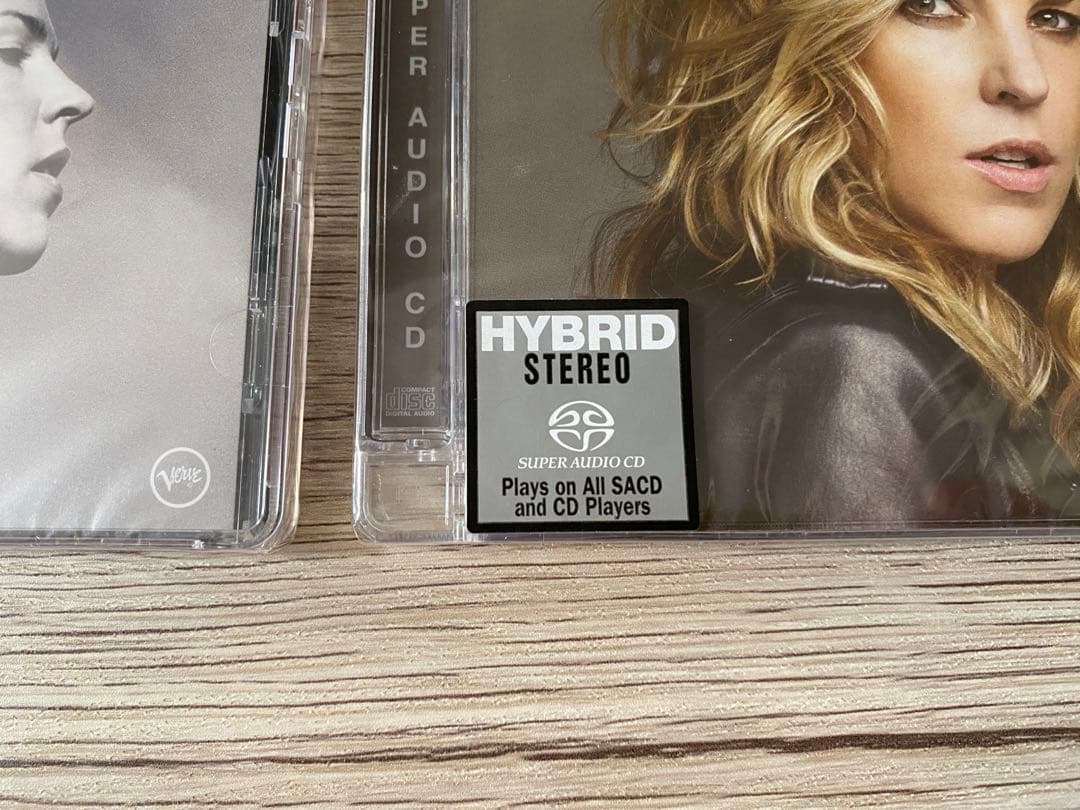 PER AUDIO CD
COMPACT
disc
DIGITAL AUDIO
Verve
HYBRID
STEREO
SUPER AUDIO CD
Plays on All SACD
and CD Players